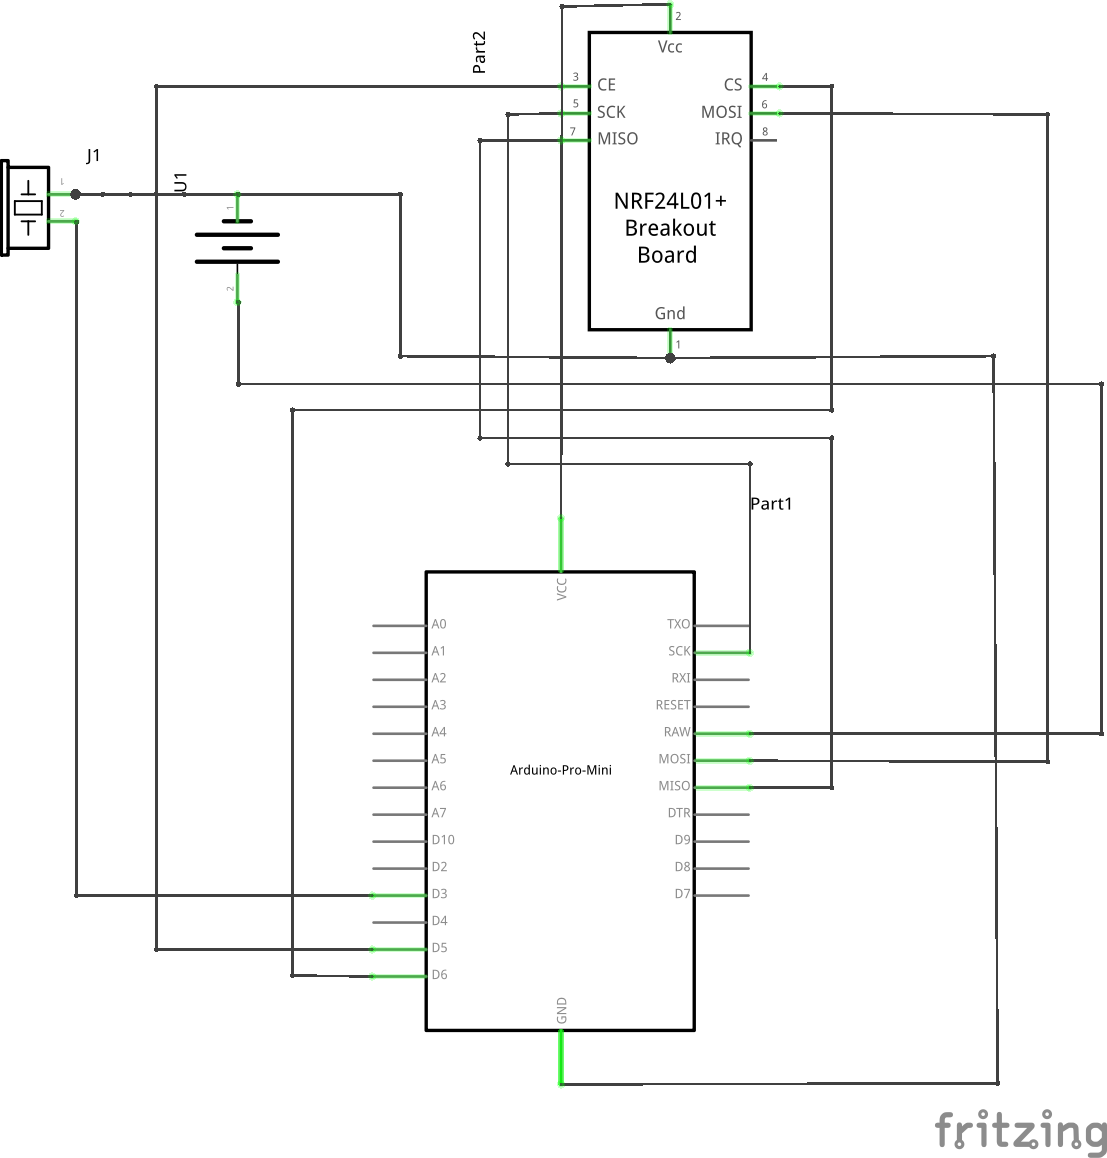 2
Part2
Vcc
3 CE CS 4
5 SCK MOSI 6
7 MISO IRQ 8
J1
U1
1
2
1
2
NRF24L01+
Breakout
Board
Gnd
1
Part1
VCC
A0 TXO
A1 SCK
A2 RXI
A3 RESET
A4 RAW
A5 MOSI
Arduino-Pro-Mini
A6 MISO
A7 DTR
D10 D9
D2 D8
D3 D7
D4
D5
D6
GND
fritzing